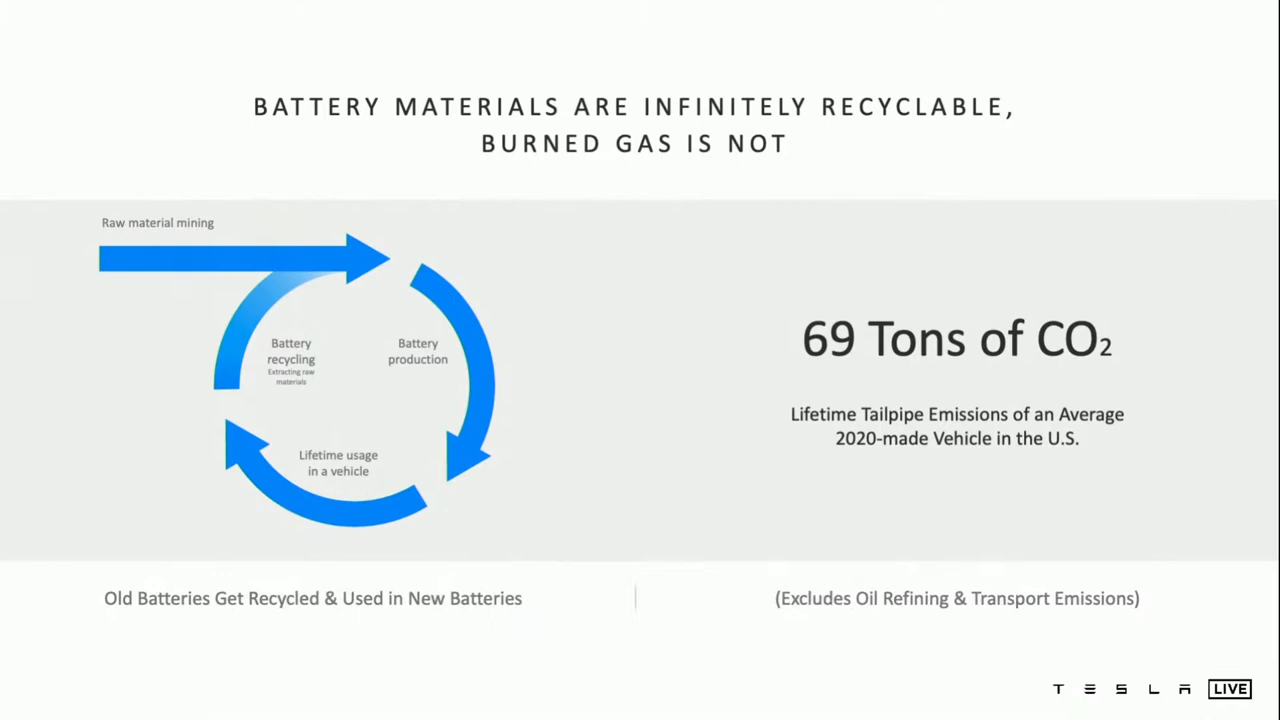 BATTERY MATERIALS ARE INFINITELY RECYCLABLE,
BURNED GAS IS NOT
Raw material mining
Battery
recycling
Extracting raw
materials
Battery
production
Lifetime usage
in a vehicle
69 Tons of CO₂
Lifetime Tailpipe Emissions of an Average
2020-made Vehicle in the U.S.
Old Batteries Get Recycled & Used in New Batteries
(Excludes Oil Refining & Transport Emissions)
TESLA LIVE